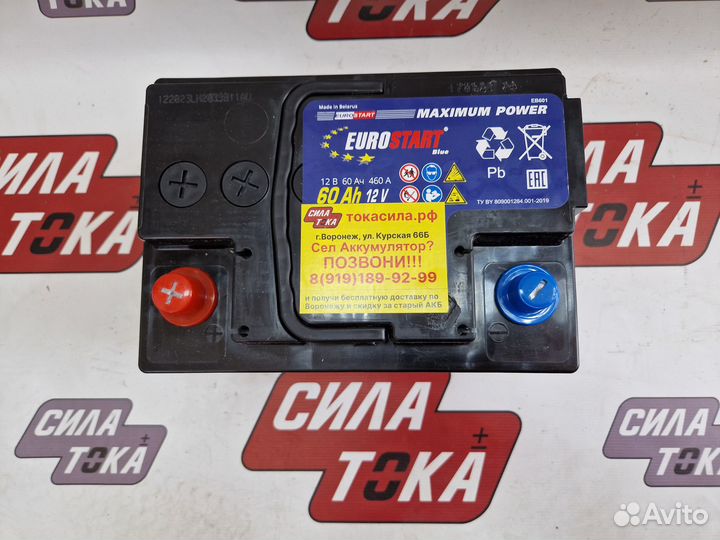 СИЛА
ТОКА
СИЛА
ТОКА
ТОКА
Made in Belarus
EUROSTART
EB601
MAXIMUM POWER
EUROSTART®
Blue
12 В 60 Ач 460 А
60 Ah 12 V
Pb
EAC
ТУ BY 809001284.001-2019
СИЛА
ТОКА
токасила.рф
г.Воронеж, ул. Курская 66Б
Сел Аккумулятор?
ПОЗВОНИ!!!
8(919)189-92-99
и получи бесплатную доставку по
Воронежу и скидку за старый АКБ
СИЛА
ТОКА
СИЛА
ТОКА
СИЛА
ТОКА
Avito